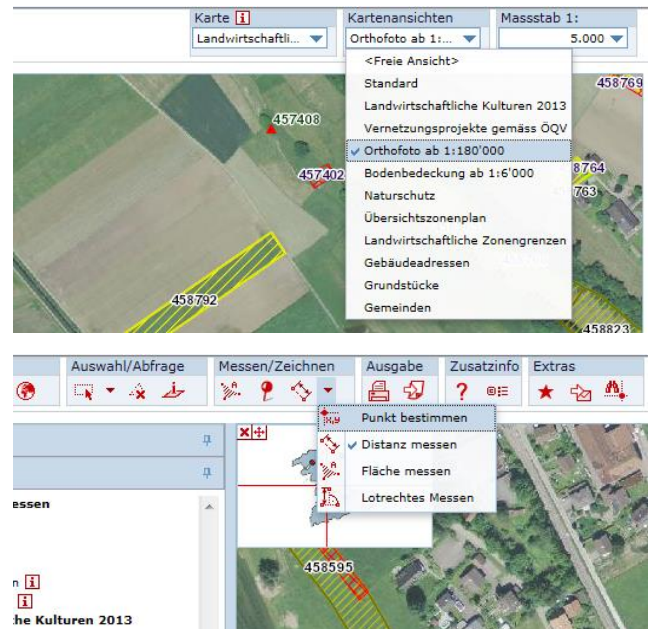 Karte i
Kartenansichten
Massstab 1:
Landwirtschaftli...
Orthofoto ab 1:...
5.000
<Freie Ansicht>
Standard
Landwirtschaftliche Kulturen 2013
Vernetzungsprojekte gemäss ÖQV
Orthofoto ab 1:180'000
Bodenbedeckung ab 1:6'000
Naturschutz
Übersichtszonenplan
Landwirtschaftliche Zonengrenzen
Gebäudeadressen
Grundstücke
Gemeinden
458769
457408
457402
8764
763
458792
458823
Auswahl/Abfrage
Messen/Zeichnen
Ausgabe
Zusatzinfo
Extras
x,y Punkt bestimmen
Distanz messen
Fläche messen
Lotrechtes Messen
essen
n i
i
he Kulturen 2013
458595